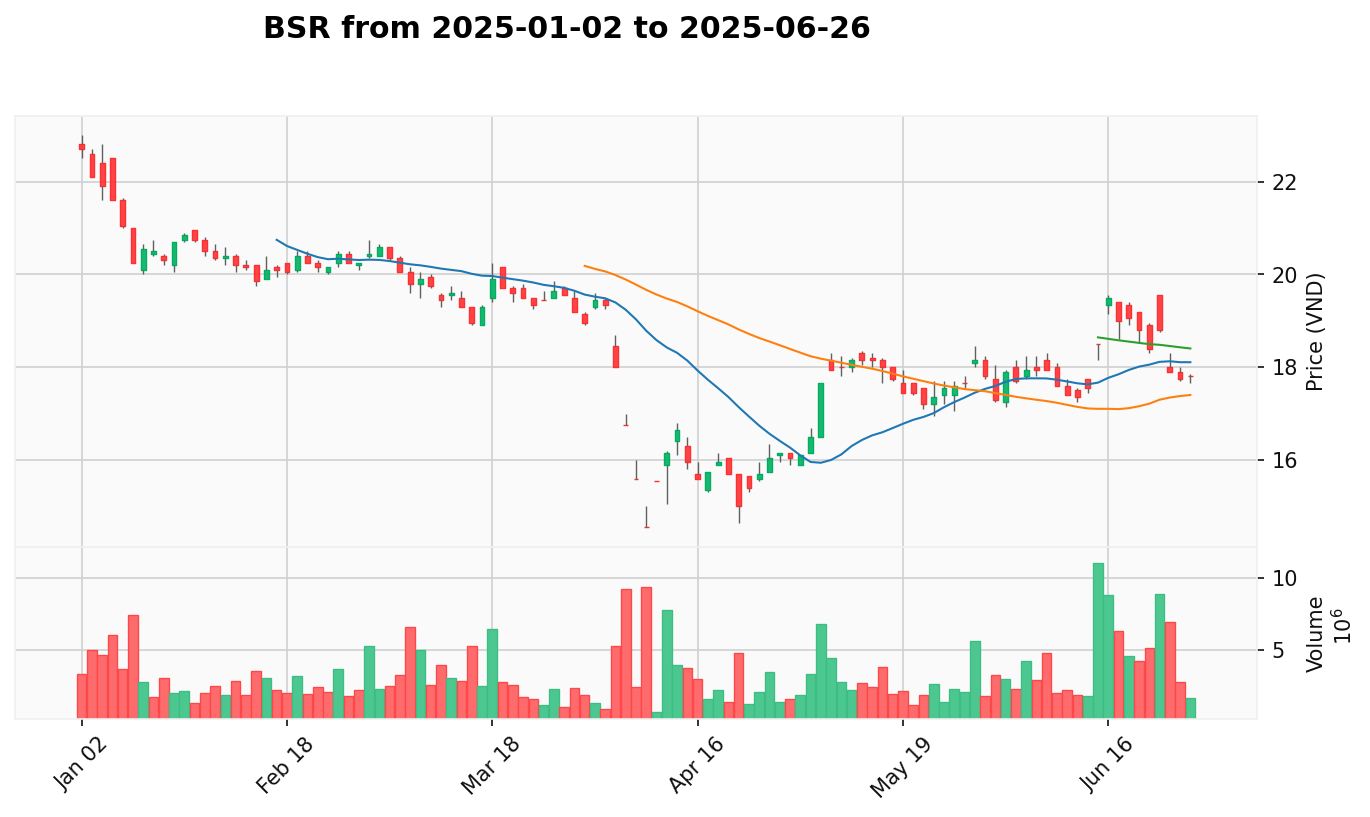 BSR from 2025-01-02 to 2025-06-26
22
20
18
16
Price (VND)
10
5
Volume
10⁶
Jan 02
Feb 18
Mar 18
Apr 16
May 19
Jun 16